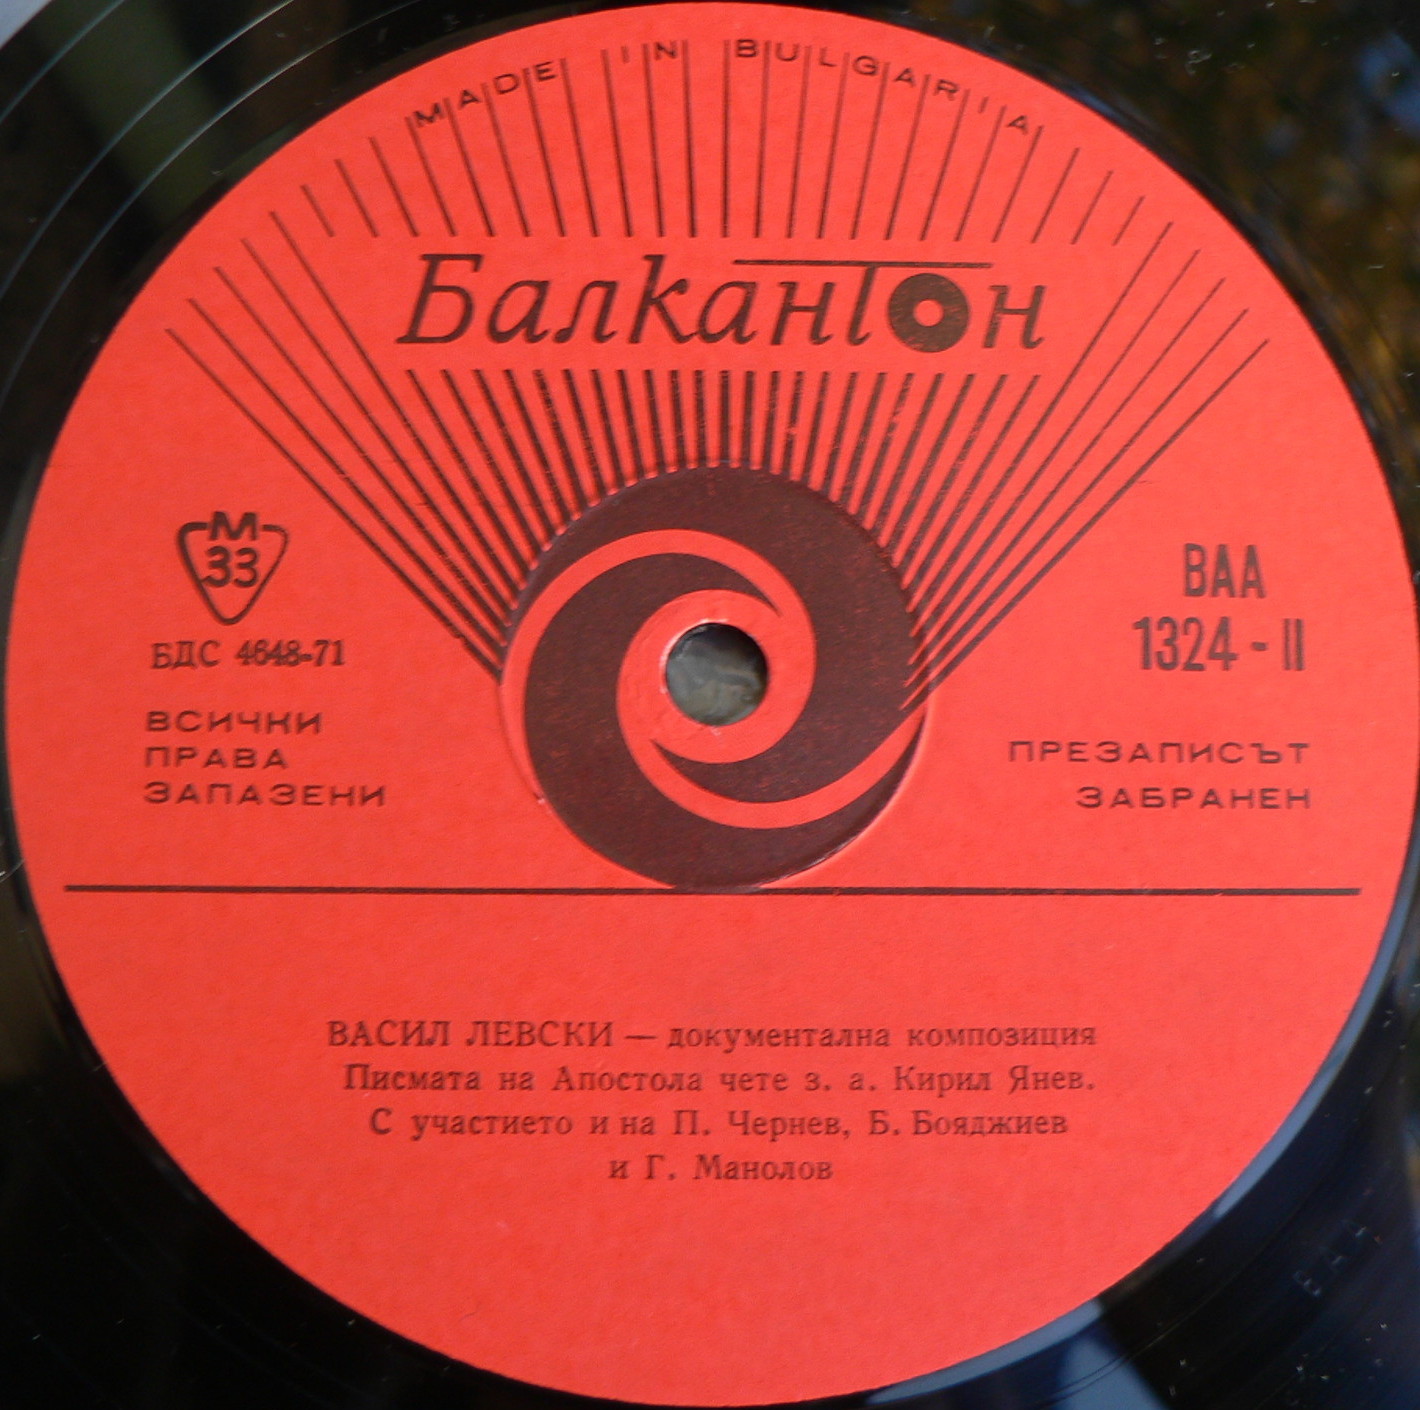 MADE IN BULGARIA
Балкантон
М
33
БДС 4648-71
ВСИЧКИ
ПРАВА
ЗАПАЗЕНИ
ВАА
1324 - II
ПРЕЗАПИСЪТ
ЗАБРАНЕН
ВАСИЛ ЛЕВСКИ — документална композиция
Писмата на Апостола чете з. а. Кирил Янев.
С участието и на П. Чернев, Б. Бояджиев
и Г. Манолов